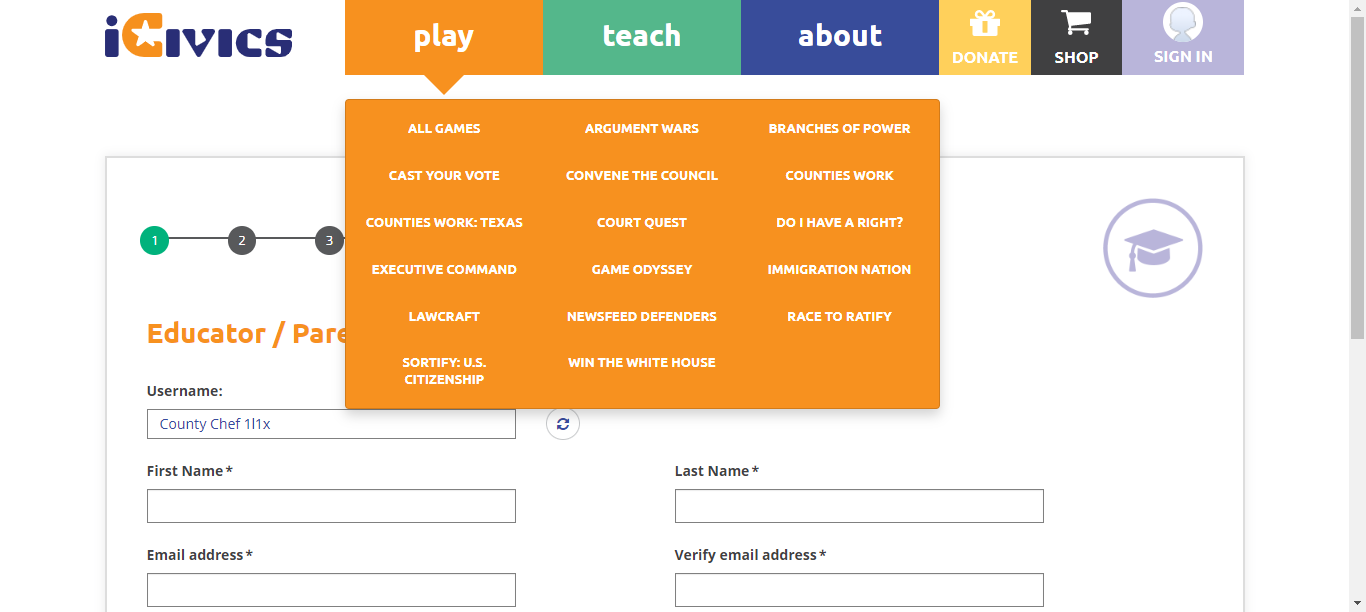 iCivics
play
teach
about
DONATE
SHOP
SIGN IN
ALL GAMES
ARGUMENT WARS
BRANCHES OF POWER
CAST YOUR VOTE
CONVENE THE COUNCIL
COUNTIES WORK
COUNTIES WORK: TEXAS
COURT QUEST
DO I HAVE A RIGHT?
EXECUTIVE COMMAND
GAME ODYSSEY
IMMIGRATION NATION
LAWCRAFT
NEWSFEED DEFENDERS
RACE TO RATIFY
SORTIFY: U.S.
CITIZENSHIP
WIN THE WHITE HOUSE
1
2
3
Educator / Pare
Username:
County Chef 1l1x
First Name*
Last Name*
Email address*
Verify email address*